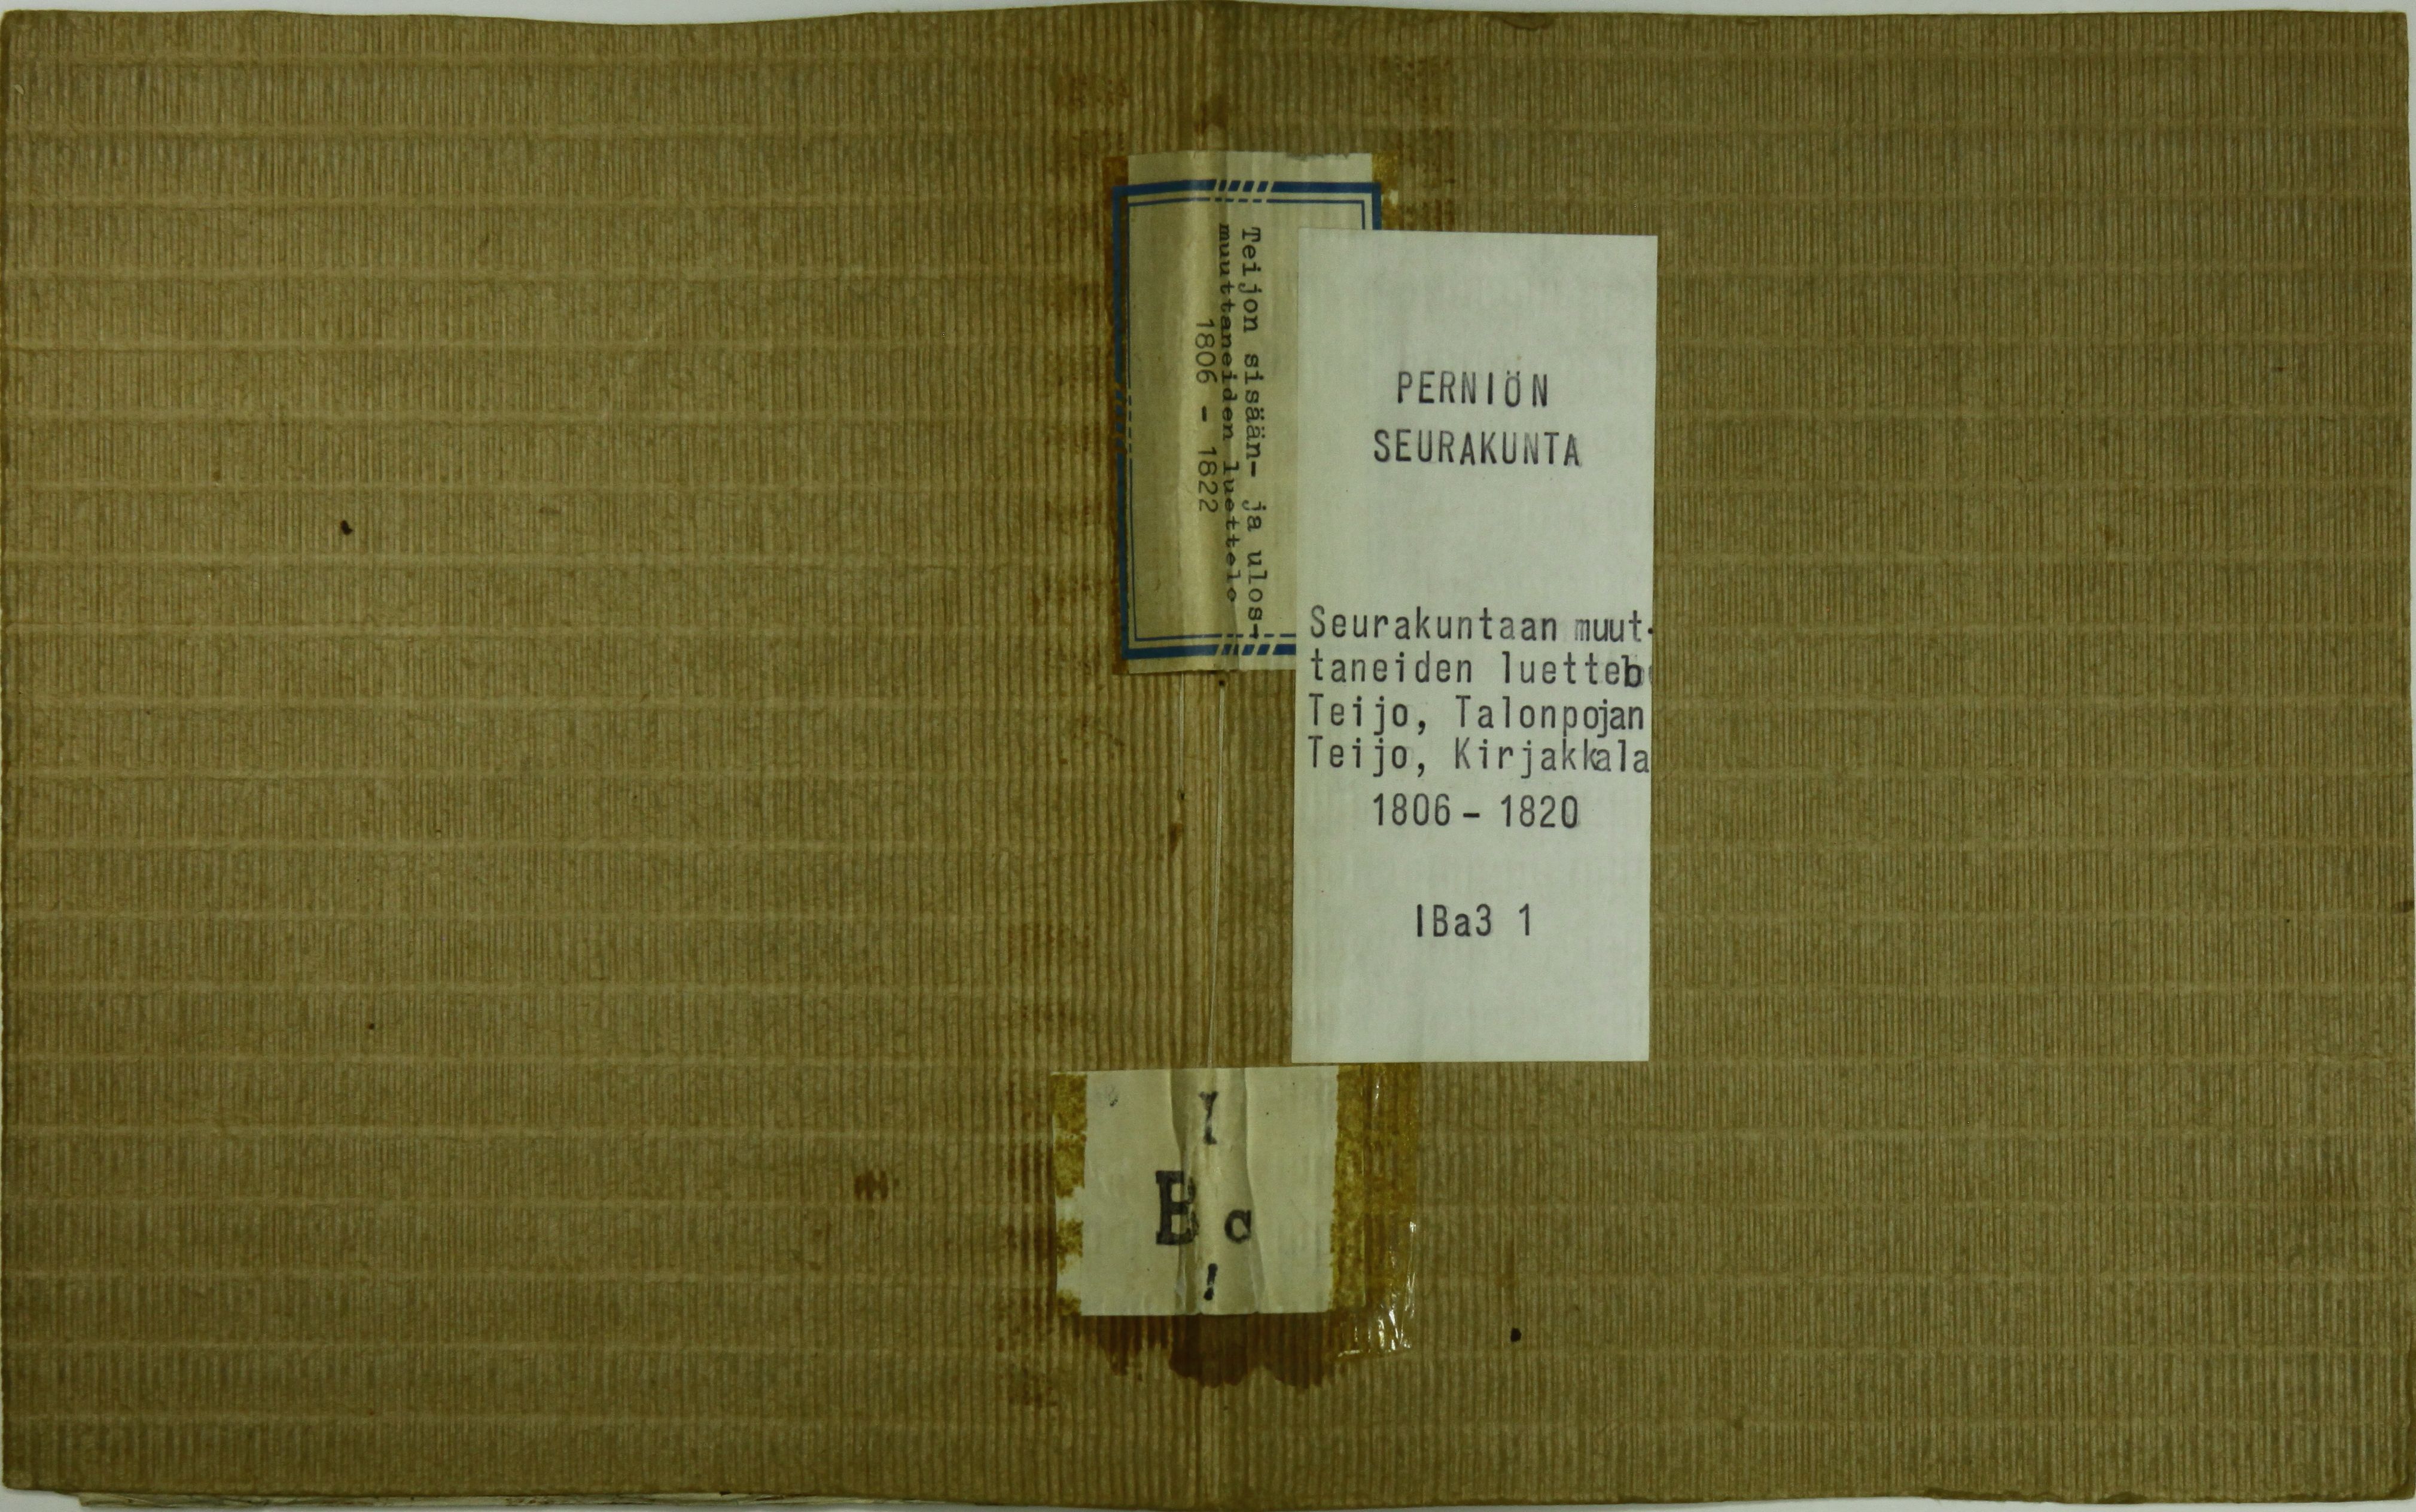 Teijon sisään- ja ulos-
muuttaneiden luettelo
1806 - 1822
PERNIÖN
SEURAKUNTA
Seurakuntaan muut-
taneiden luettelo
Teijo, Talonpojan
Teijo, Kirjakkala
1806 - 1820
IBa3 1
I
B c
1